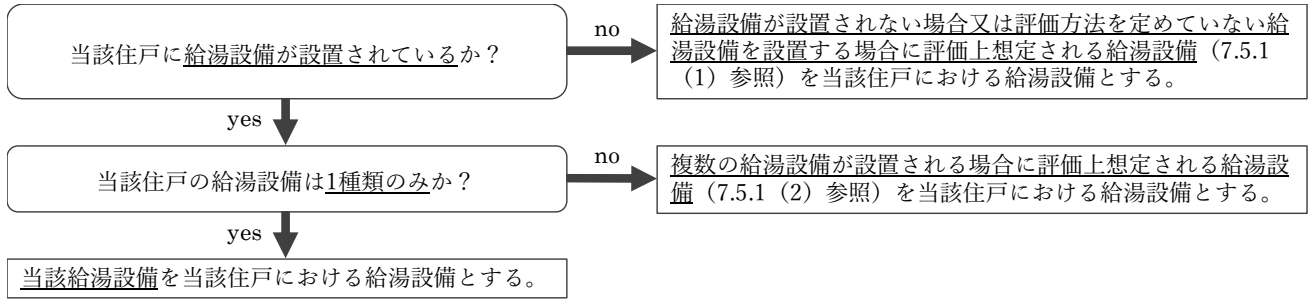 当該住戸に給湯設備が設置されているか？
no
給湯設備が設置されない場合又は評価方法を定めていない給
湯設備を設置する場合に評価上想定される給湯設備（7.5.1
（1）参照）を当該住戸における給湯設備とする。
yes
当該住戸の給湯設備は1種類のみか？
no
複数の給湯設備が設置される場合に評価上想定される給湯設
備（7.5.1（2）参照）を当該住戸における給湯設備とする。
yes
当該給湯設備を当該住戸における給湯設備とする。